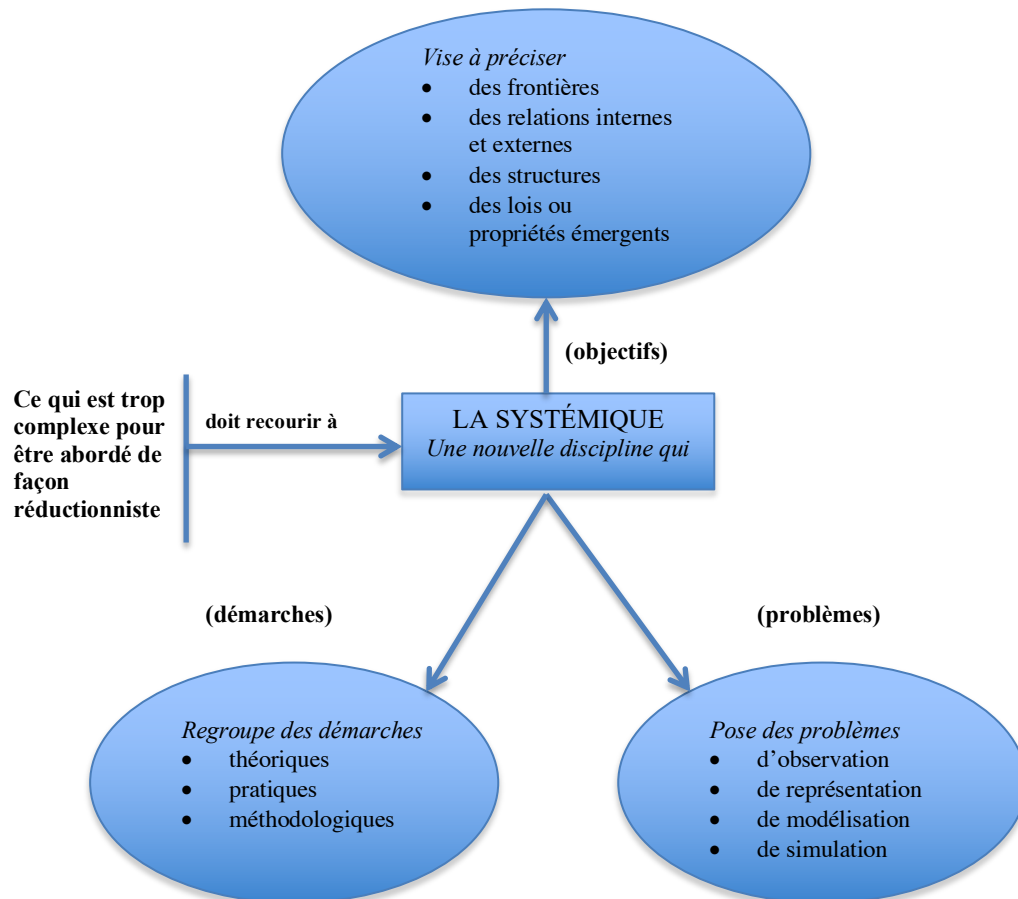 Vise à préciser
• des frontières
• des relations internes
et externes
• des structures
• des lois ou
propriétés émergents
(objectifs)
Ce qui est trop
complexe pour
être abordé de
façon
réductionniste
doit recourir à
LA SYSTÉMIQUE
Une nouvelle discipline qui
(démarches)
(problèmes)
Regroupe des démarches
• théoriques
• pratiques
• méthodologiques
Pose des problèmes
• d’observation
• de représentation
• de modélisation
• de simulation